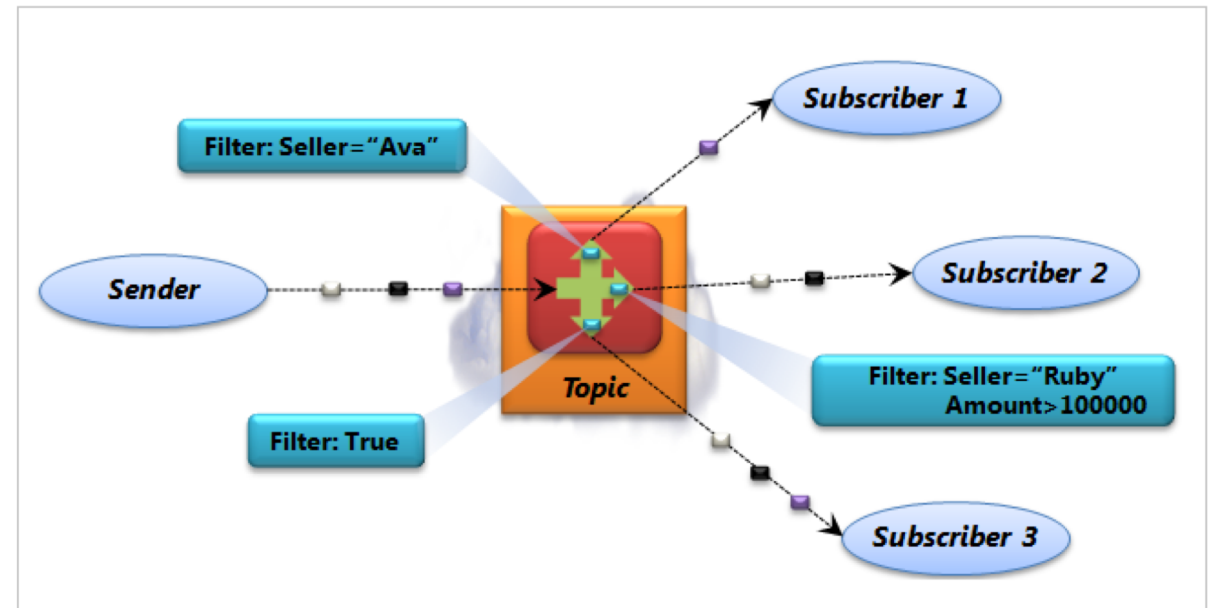 Subscriber 1
Filter: Seller=“Ava”
Sender
Subscriber 2
Topic
Filter: Seller=“Ruby”
Amount>100000
Filter: True
Subscriber 3